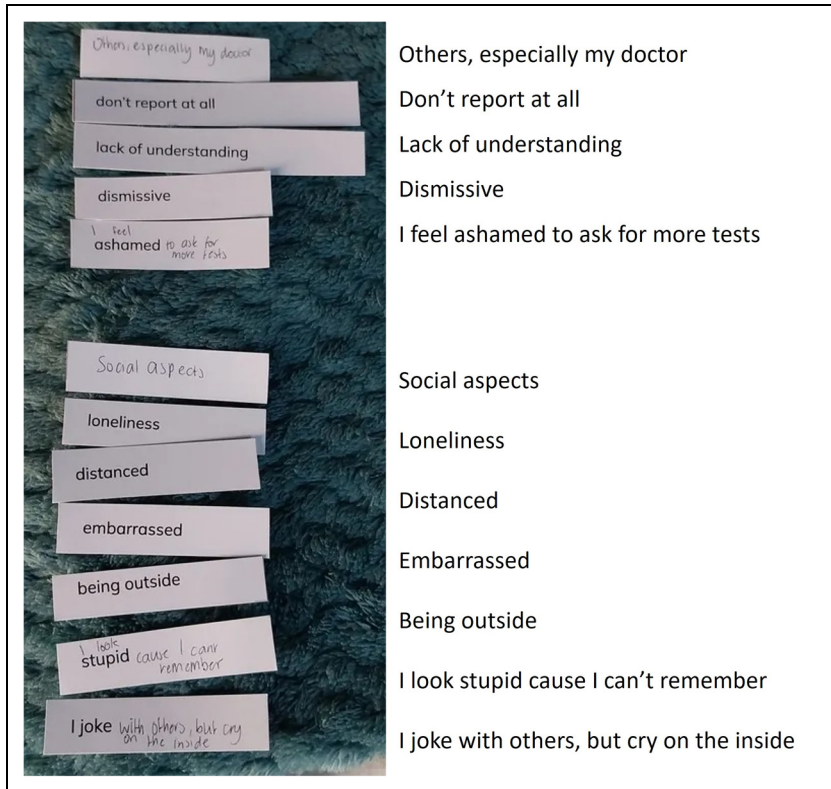 Others, especially my doctor
don't report at all
lack of understanding
dismissive
I feel
ashamed to ask for
more tests
Social aspects
loneliness
distanced
embarrassed
being outside
I look
stupid cause I can't
remember
I joke with others, but cry
on the inside
Others, especially my doctor
Don’t report at all
Lack of understanding
Dismissive
I feel ashamed to ask for more tests
Social aspects
Loneliness
Distanced
Embarrassed
Being outside
I look stupid cause I can’t remember
I joke with others, but cry on the inside